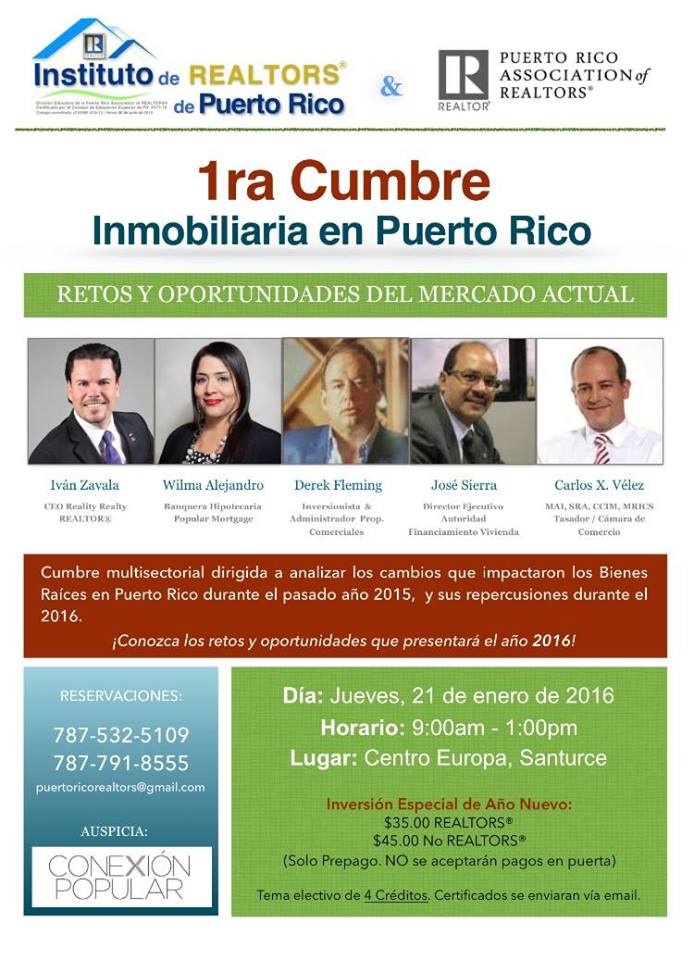 Instituto de REALTORS®
de Puerto Rico
&
R
REALTOR®
PUERTO RICO
ASSOCIATION of
REALTORS®
1ra Cumbre
Inmobiliaria en Puerto Rico
RETOS Y OPORTUNIDADES DEL MERCADO ACTUAL
Iván Zavala
CEO Reality Realty
REALTOR®
Wilma Alejandro
Banquera Hipotecaria
Popular Mortgage
Derek Fleming
Inversionista &
Administrador Prop.
Comerciales
José Sierra
Director Ejecutivo
Autoridad
Financiamiento Vivienda
Carlos X. Vélez
MAI, SRA, CCIM, MRICS
Tasador / Cámara de
Comercio
Cumbre multisectorial dirigida a analizar los cambios que impactaron los Bienes
Raíces en Puerto Rico durante el pasado año 2015, y sus repercusiones durante el
2016.
¡Conozca los retos y oportunidades que presentará el año 2016!
RESERVACIONES:
787-532-5109
787-791-8555
puertoricorealtors@gmail.com
AUSPICIA:
CONEXIÓN
POPULAR
Día: Jueves, 21 de enero de 2016
Horario: 9:00am - 1:00pm
Lugar: Centro Europa, Santurce
Inversión Especial de Año Nuevo:
$35.00 REALTORS®
$45.00 No REALTORS®
(Solo Prepago. NO se aceptarán pagos en puerta)
Tema electivo de 4 Créditos. Certificados se enviaran vía email.